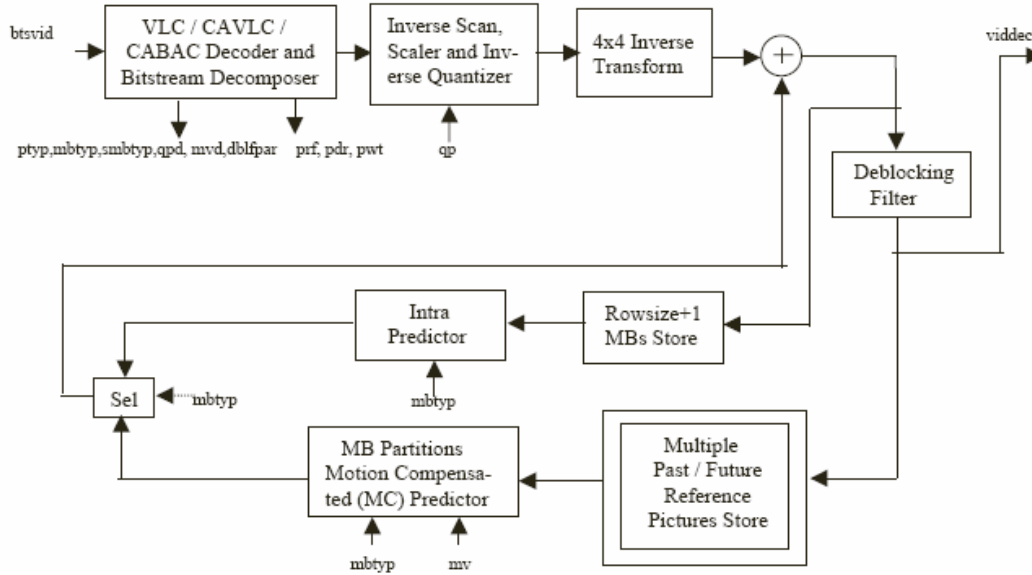 btsvid
VLC / CAVLC /
CABAC Decoder and
Bitstream Decomposer
Inverse Scan,
Scaler and Inv-
erse Quantizer
4x4 Inverse
Transform
+
viddec
ptyp,mbtyp,smbtyp,qpd, mvd,dblfpar
prf, pdr, pwt
qp
Deblocking
Filter
Intra
Predictor
Rowsize+1
MBs Store
Sel
mbtyp
mbtyp
MB Partitions
Motion Compensa-
ted (MC) Predictor
Multiple
Past / Future
Reference
Pictures Store
mbtyp
mv